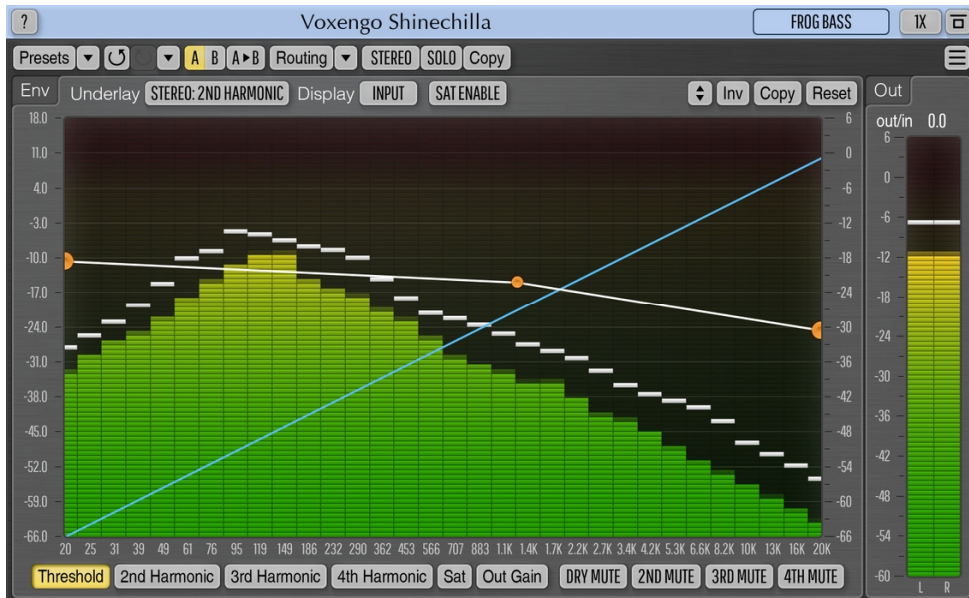 ? Voxengo Shinechilla FROG BASS 1X
Presets A B A▸B Routing STEREO SOLO Copy
Env Underlay STEREO: 2ND HARMONIC Display INPUT SAT ENABLE Inv Copy Reset Out
out/in 0.0
18.0 6 6
11.0 0 0
4.0 -6
-3.0 -12 -6
-10.0 -18 -12
-17.0 -24 -18
-24.0 -30 -24
-31.0 -36 -30
-38.0 -42 -36
-45.0 -48 -42
-52.0 -54 -48
-59.0 -60 -54
-66.0 -66 -60
20 25 31 39 49 61 76 95 119 149 186 232 290 362 453 566 707 883 1.1K 1.4K 1.7K 2.2K 2.7K 3.4K 4.2K 5.3K 6.6K 8.2K 10K 13K 16K 20K
Threshold 2nd Harmonic 3rd Harmonic 4th Harmonic Sat Out Gain DRY MUTE 2ND MUTE 3RD MUTE 4TH MUTE
L R